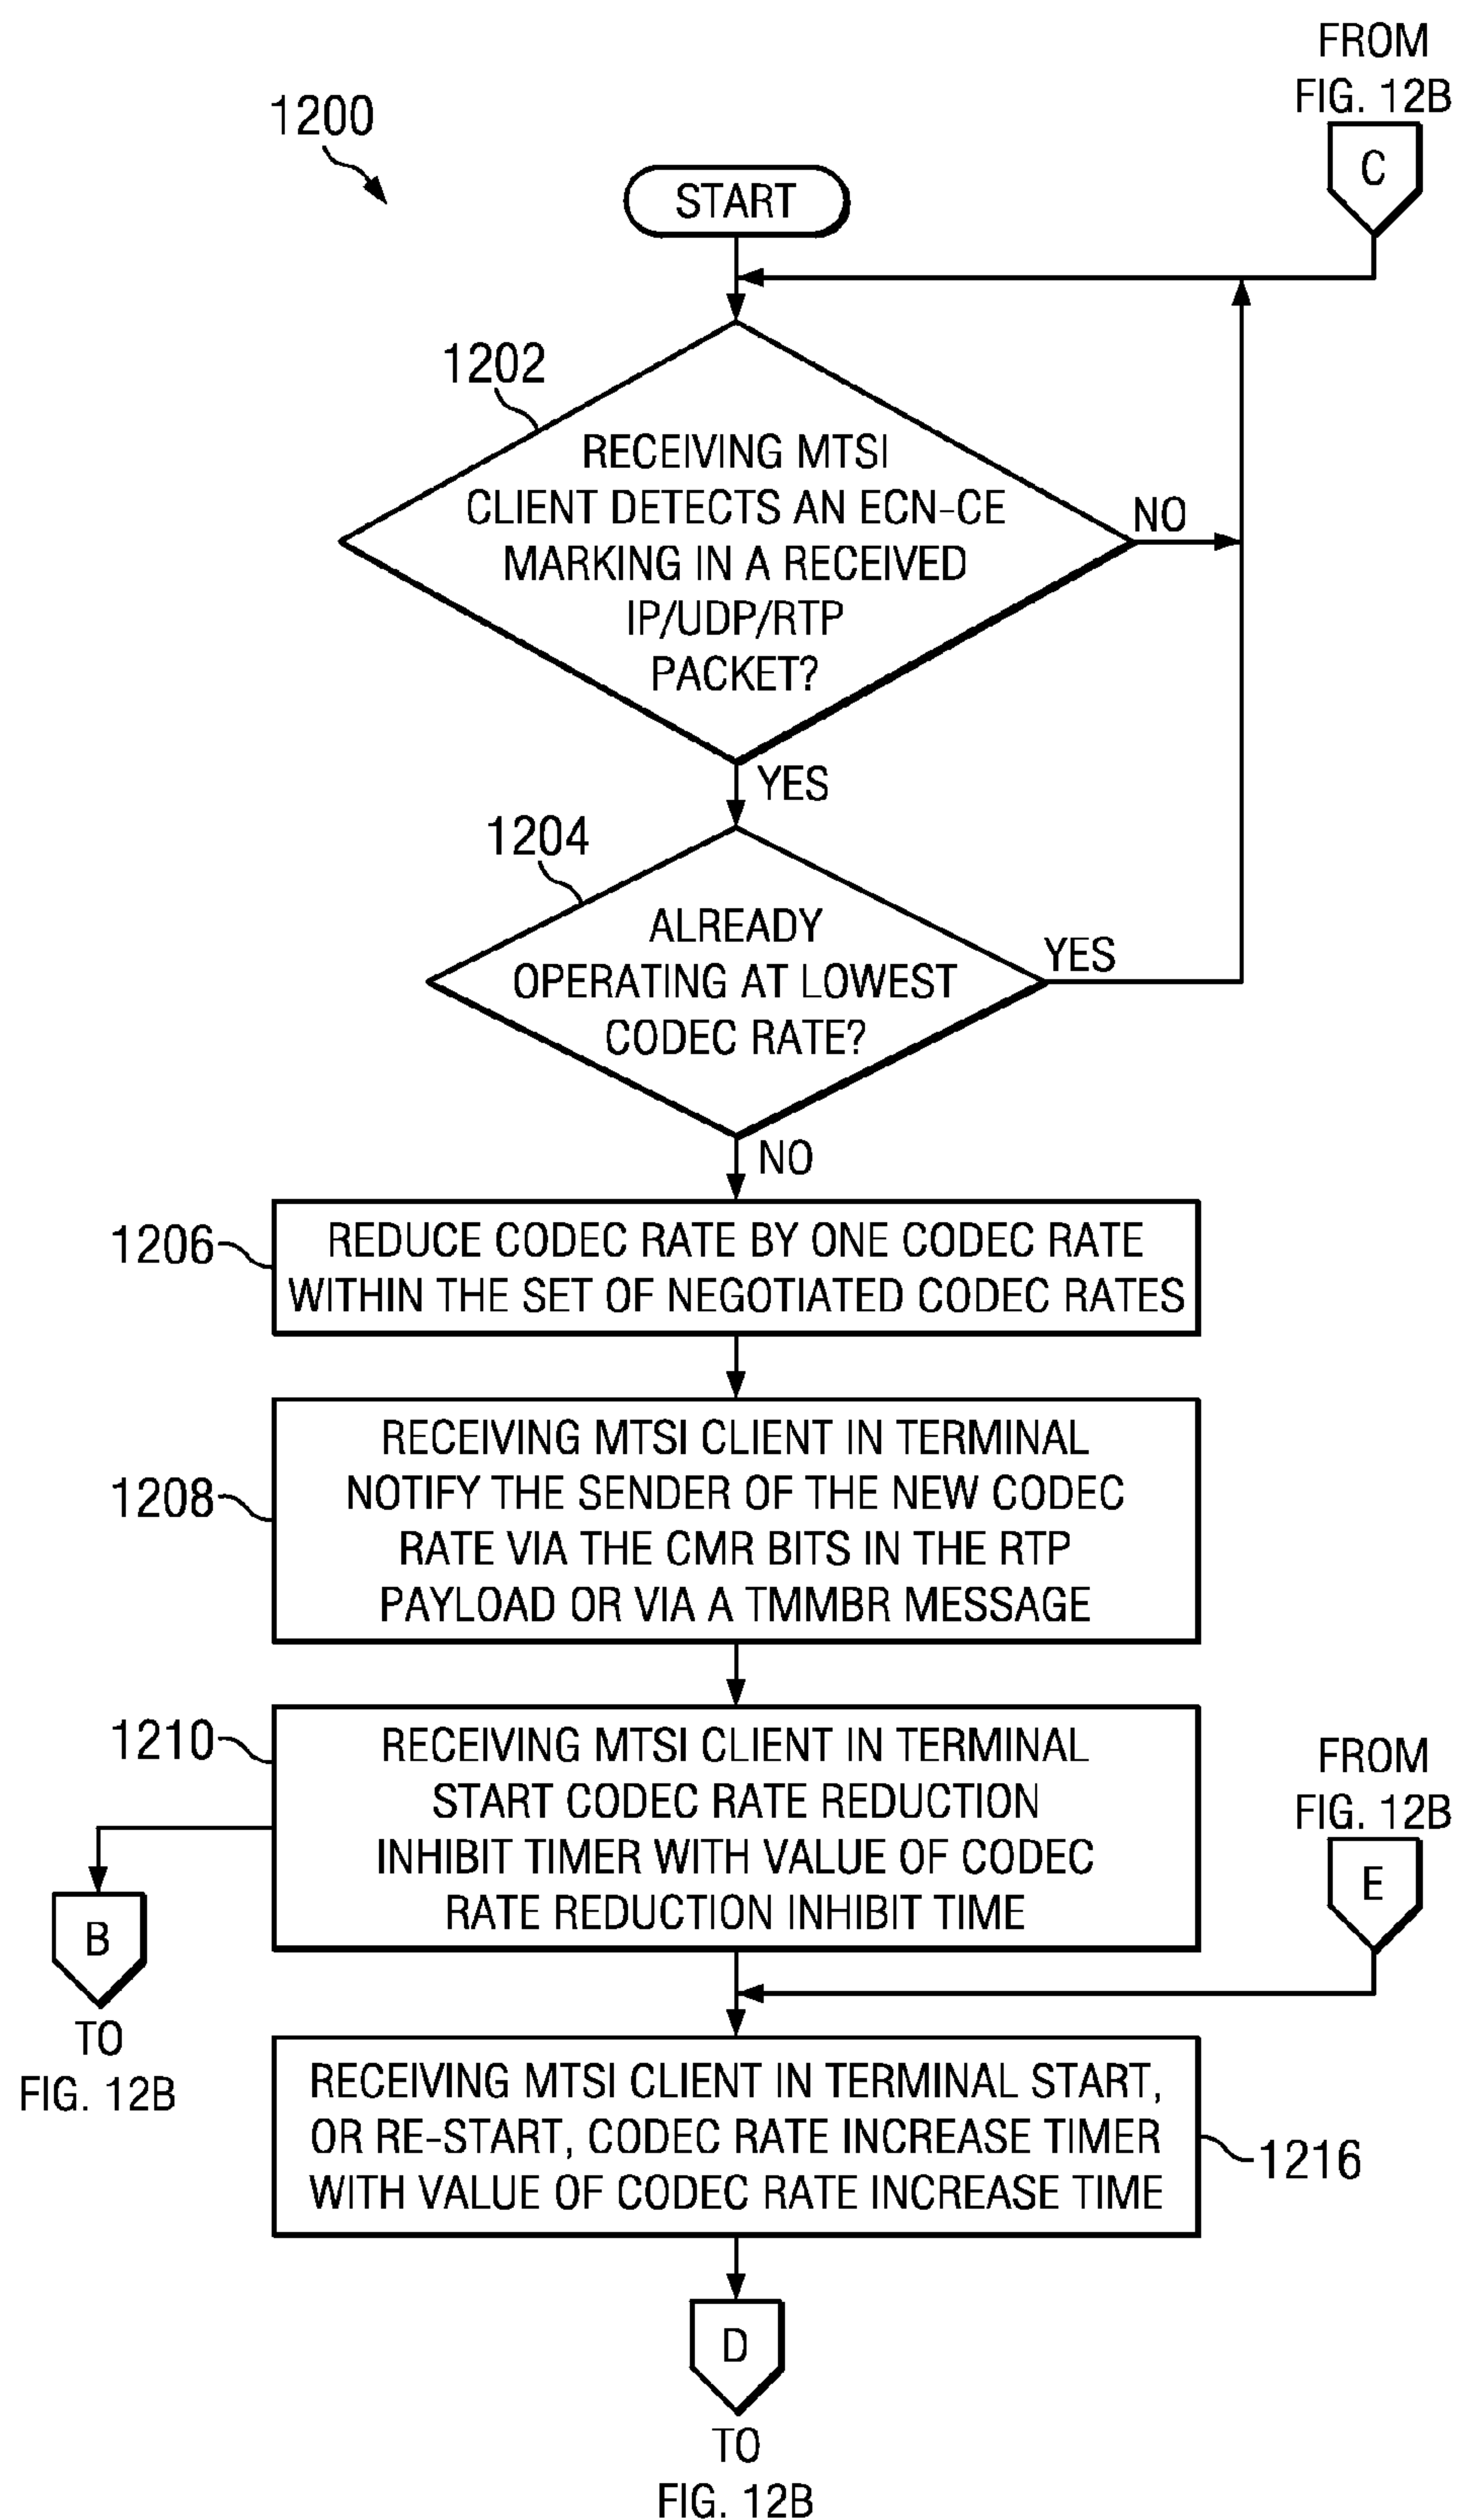 FROM
FIG. 12B
C
1200
START
1202
RECEIVING MTSI
CLIENT DETECTS AN ECN-CE
MARKING IN A RECEIVED
IP/UDP/RTP
PACKET?
NO
YES
1204
ALREADY
OPERATING AT LOWEST
CODEC RATE?
YES
NO
1206
REDUCE CODEC RATE BY ONE CODEC RATE
WITHIN THE SET OF NEGOTIATED CODEC RATES
1208
RECEIVING MTSI CLIENT IN TERMINAL
NOTIFY THE SENDER OF THE NEW CODEC
RATE VIA THE CMR BITS IN THE RTP
PAYLOAD OR VIA A TMMBR MESSAGE
1210
RECEIVING MTSI CLIENT IN TERMINAL
START CODEC RATE REDUCTION
INHIBIT TIMER WITH VALUE OF CODEC
RATE REDUCTION INHIBIT TIME
FROM
FIG. 12B
E
B
TO
FIG. 12B
RECEIVING MTSI CLIENT IN TERMINAL START,
OR RE-START, CODEC RATE INCREASE TIMER
WITH VALUE OF CODEC RATE INCREASE TIME
1216
D
TO
FIG. 12B